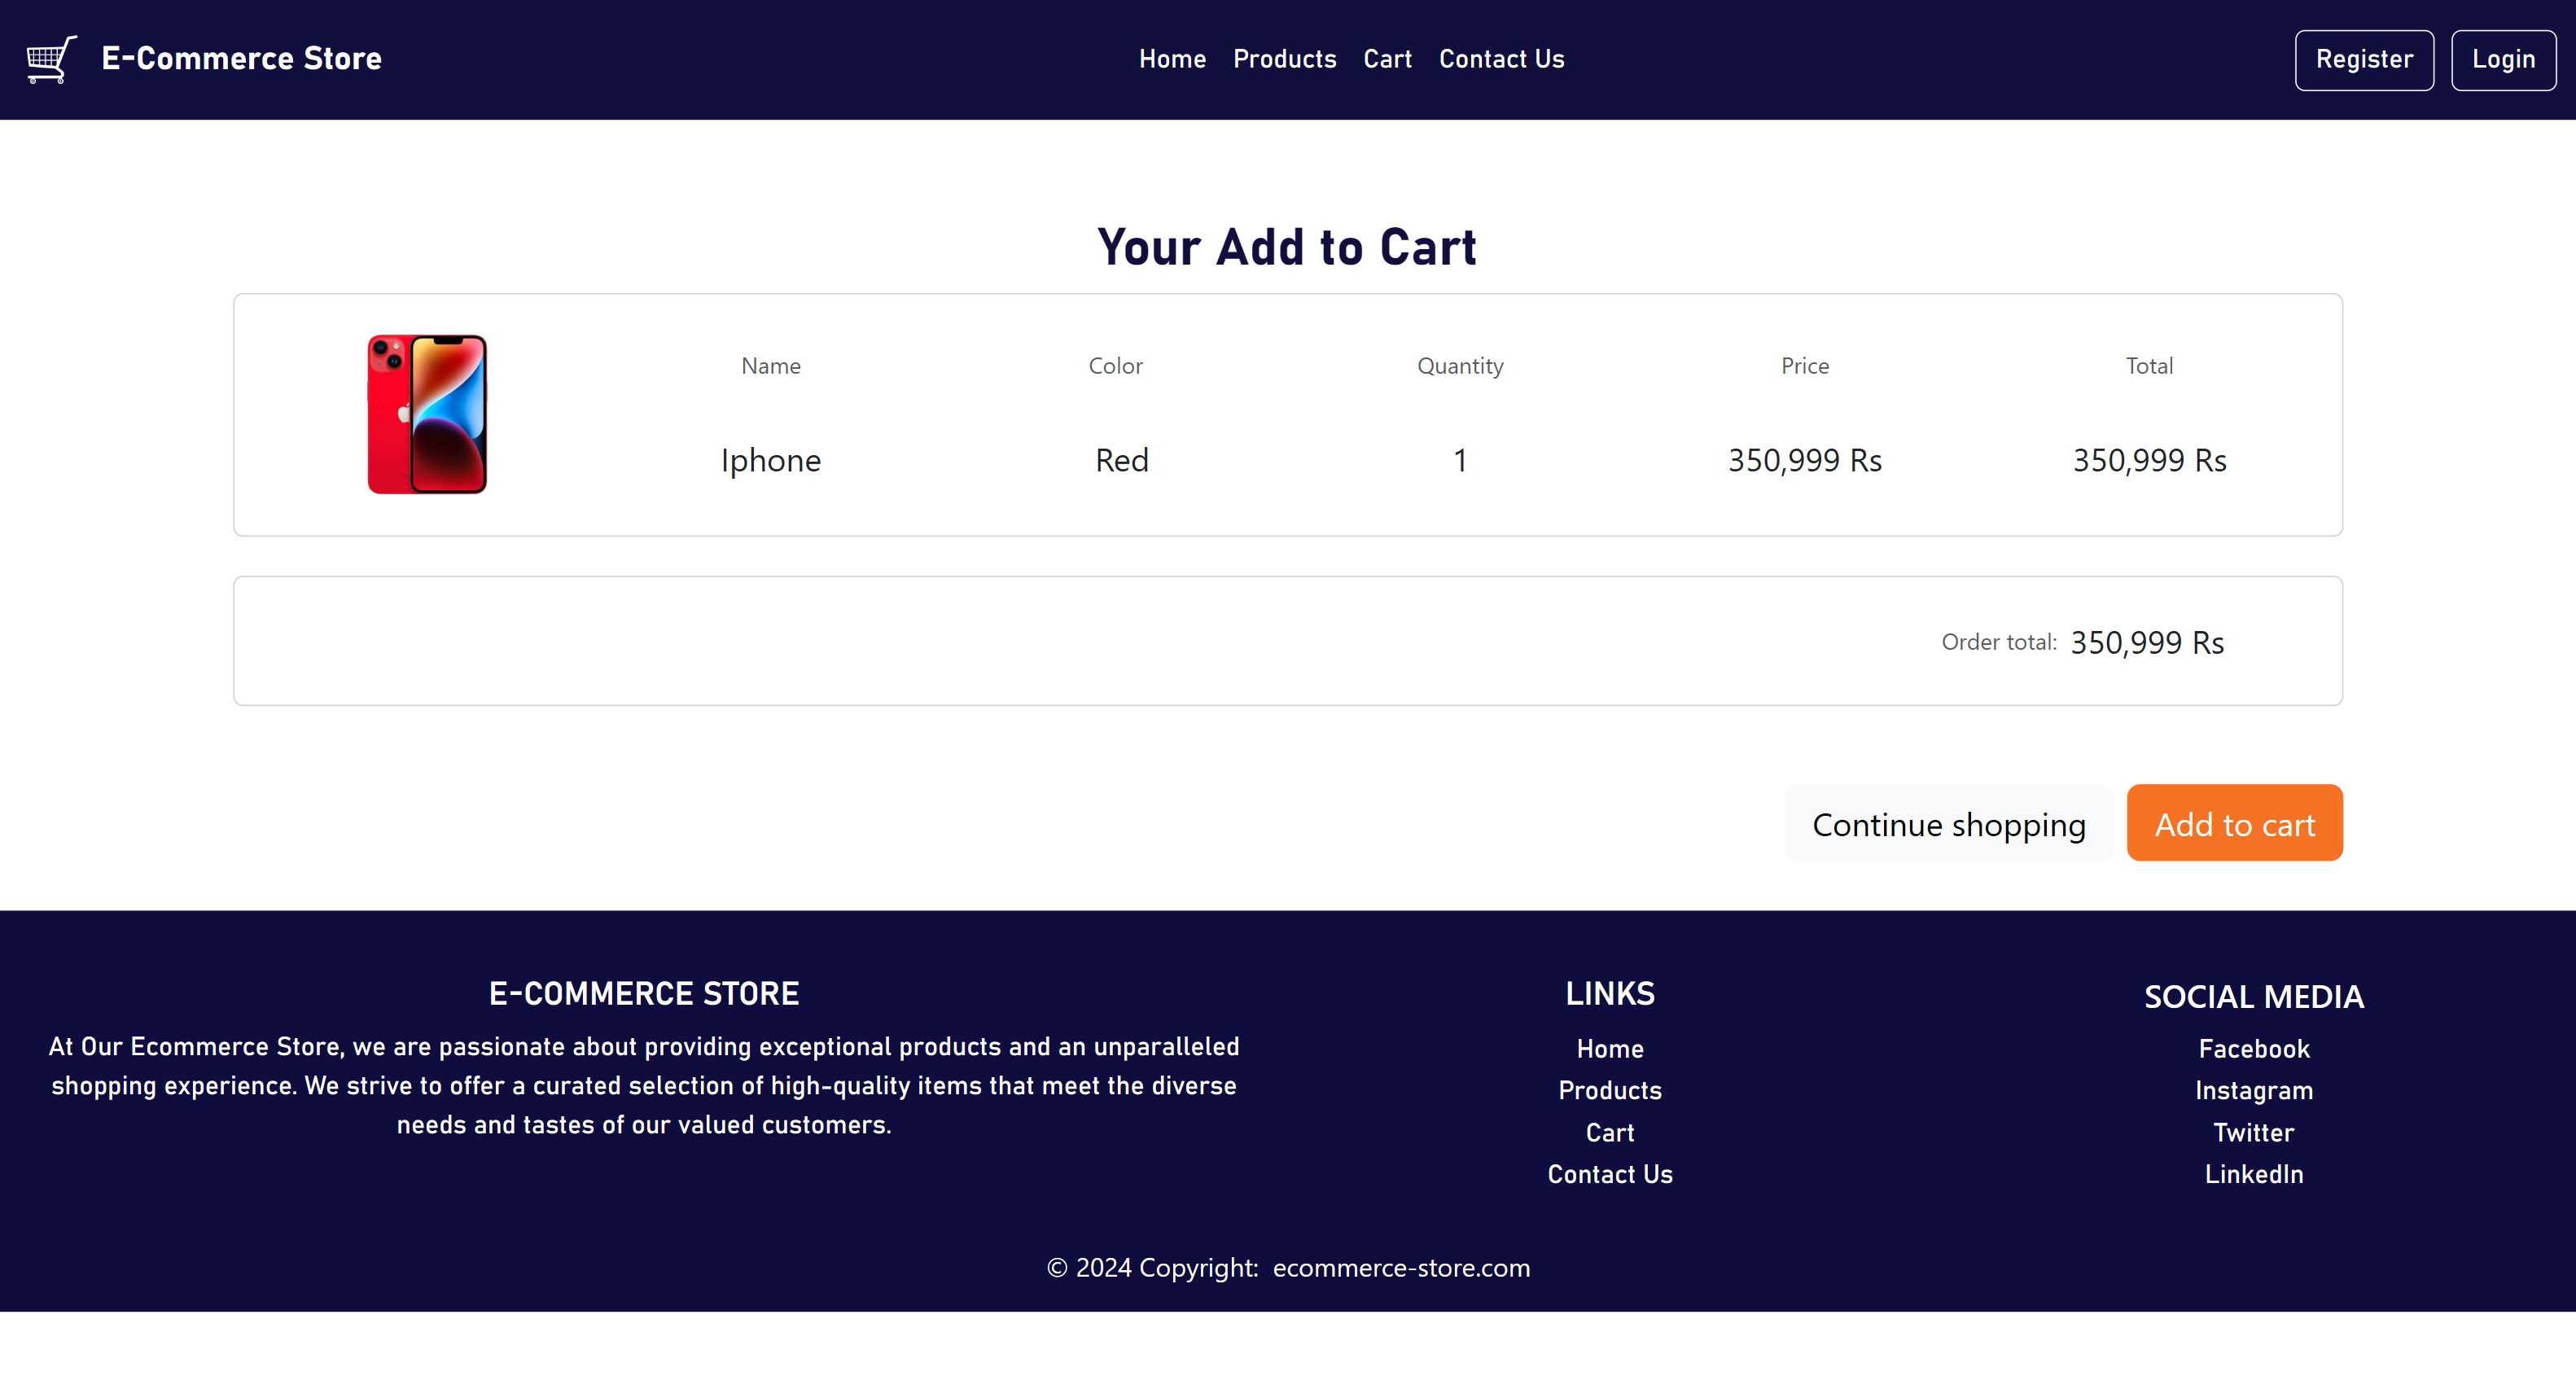 E-Commerce Store
Home Products Cart Contact Us
Register Login
Your Add to Cart
Name Color Quantity Price Total
Iphone Red 1 350,999 Rs 350,999 Rs
Order total: 350,999 Rs
Continue shopping Add to cart
E-COMMERCE STORE
At Our Ecommerce Store, we are passionate about providing exceptional products and an unparalleled
shopping experience. We strive to offer a curated selection of high-quality items that meet the diverse
needs and tastes of our valued customers.
LINKS
Home
Products
Cart
Contact Us
SOCIAL MEDIA
Facebook
Instagram
Twitter
LinkedIn
© 2024 Copyright: ecommerce-store.com